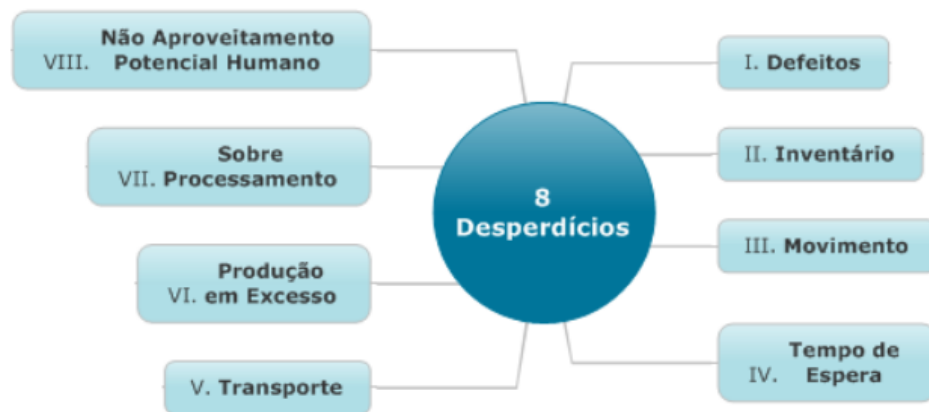 Não Aproveitamento
VIII. Potencial Humano
Sobre
VII. Processamento
Produção
VI. em Excesso
V. Transporte
8
Desperdícios
I. Defeitos
II. Inventário
III. Movimento
Tempo de
IV. Espera